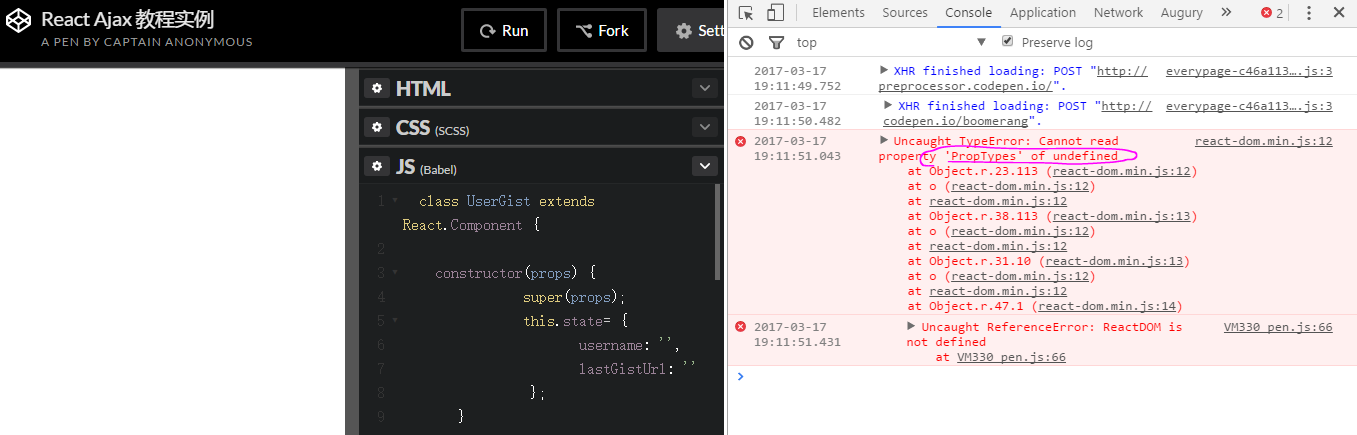 React Ajax 教程实例
A PEN BY CAPTAIN ANONYMOUS
Run
Fork
Sett
HTML
CSS (SCSS)
JS (Babel)
1 class UserGist extends
React.Component {
2
3 constructor(props) {
4 super(props);
5 this.state= {
6 username: '',
7 lastGistUrl: ''
8 };
9 }
Elements Sources Console Application Network Augury » 2
top Preserve log
2017-03-17 19:11:49.752
XHR finished loading: POST "http:// everypage-c46a113….js:3
preprocessor.codepen.io/".
2017-03-17 19:11:50.482
XHR finished loading: POST "http:// everypage-c46a113….js:3
codepen.io/boomerang".
2017-03-17 19:11:51.043
Uncaught TypeError: Cannot read react-dom.min.js:12
property 'PropTypes' of undefined
at Object.r.23.113 (react-dom.min.js:12)
at o (react-dom.min.js:12)
at react-dom.min.js:12
at Object.r.38.113 (react-dom.min.js:13)
at o (react-dom.min.js:12)
at react-dom.min.js:12
at Object.r.31.10 (react-dom.min.js:13)
at o (react-dom.min.js:12)
at react-dom.min.js:12
at Object.r.47.1 (react-dom.min.js:14)
2017-03-17 19:11:51.431
Uncaught ReferenceError: ReactDOM is VM330 pen.js:66
not defined
at VM330 pen.js:66